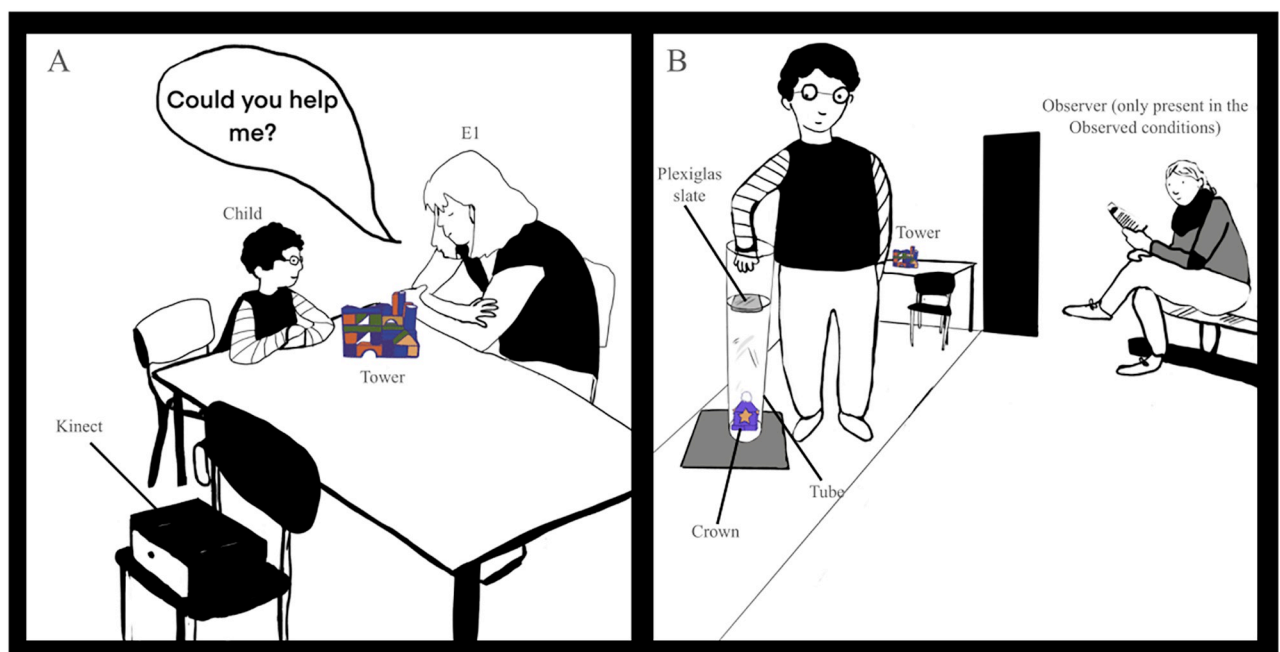 A
Could you help
me?
E1
Child
Tower
Kinect
B
Observer (only present in the
Observed conditions)
Plexiglas
slate
Tower
Tube
Crown